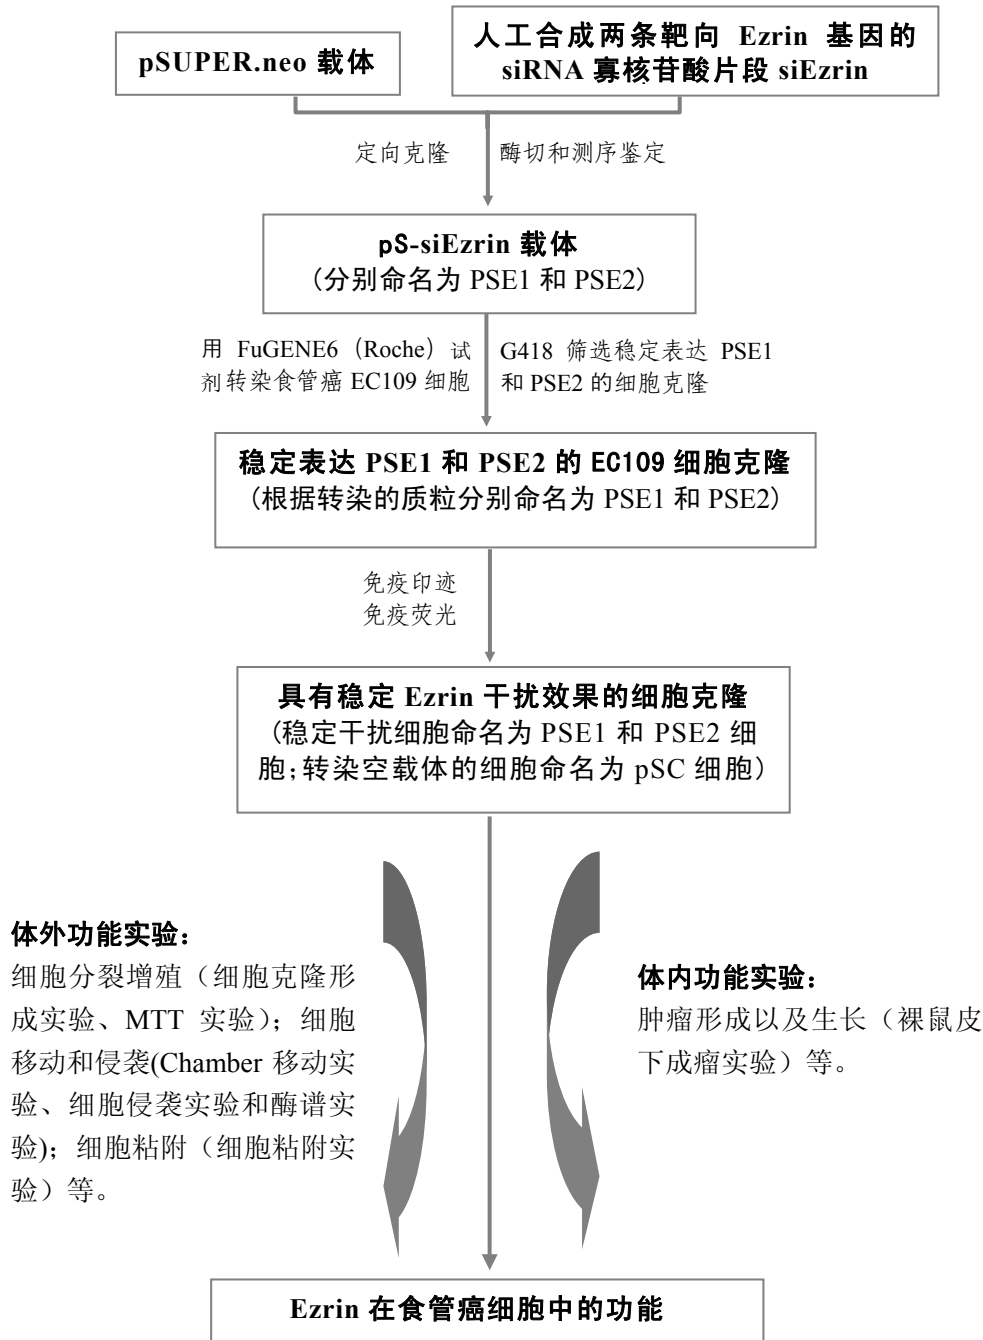 pSUPER.neo 载体
人工合成两条靶向 Ezrin 基因的
siRNA 寡核苷酸片段 siEzrin
定向克隆
酶切和测序鉴定
pS-siEzrin 载体
（分别命名为 PSE1 和 PSE2）
用 FuGENE6（Roche）试
剂转染食管癌 EC109 细胞
G418 筛选稳定表达 PSE1
和 PSE2 的细胞克隆
稳定表达 PSE1 和 PSE2 的 EC109 细胞克隆
（根据转染的质粒分别命名为 PSE1 和 PSE2）
免疫印迹
免疫荧光
具有稳定 Ezrin 干扰效果的细胞克隆
（稳定干扰细胞命名为 PSE1 和 PSE2 细
胞；转染空载体的细胞命名为 pSC 细胞）
体外功能实验：
细胞分裂增殖（细胞克隆形
成实验、MTT 实验）；细胞
移动和侵袭(Chamber 移动实
验、细胞侵袭实验和酶谱实
验)；细胞粘附（细胞粘附实
验）等。
体内功能实验：
肿瘤形成以及生长（裸鼠皮
下成瘤实验）等。
Ezrin 在食管癌细胞中的功能